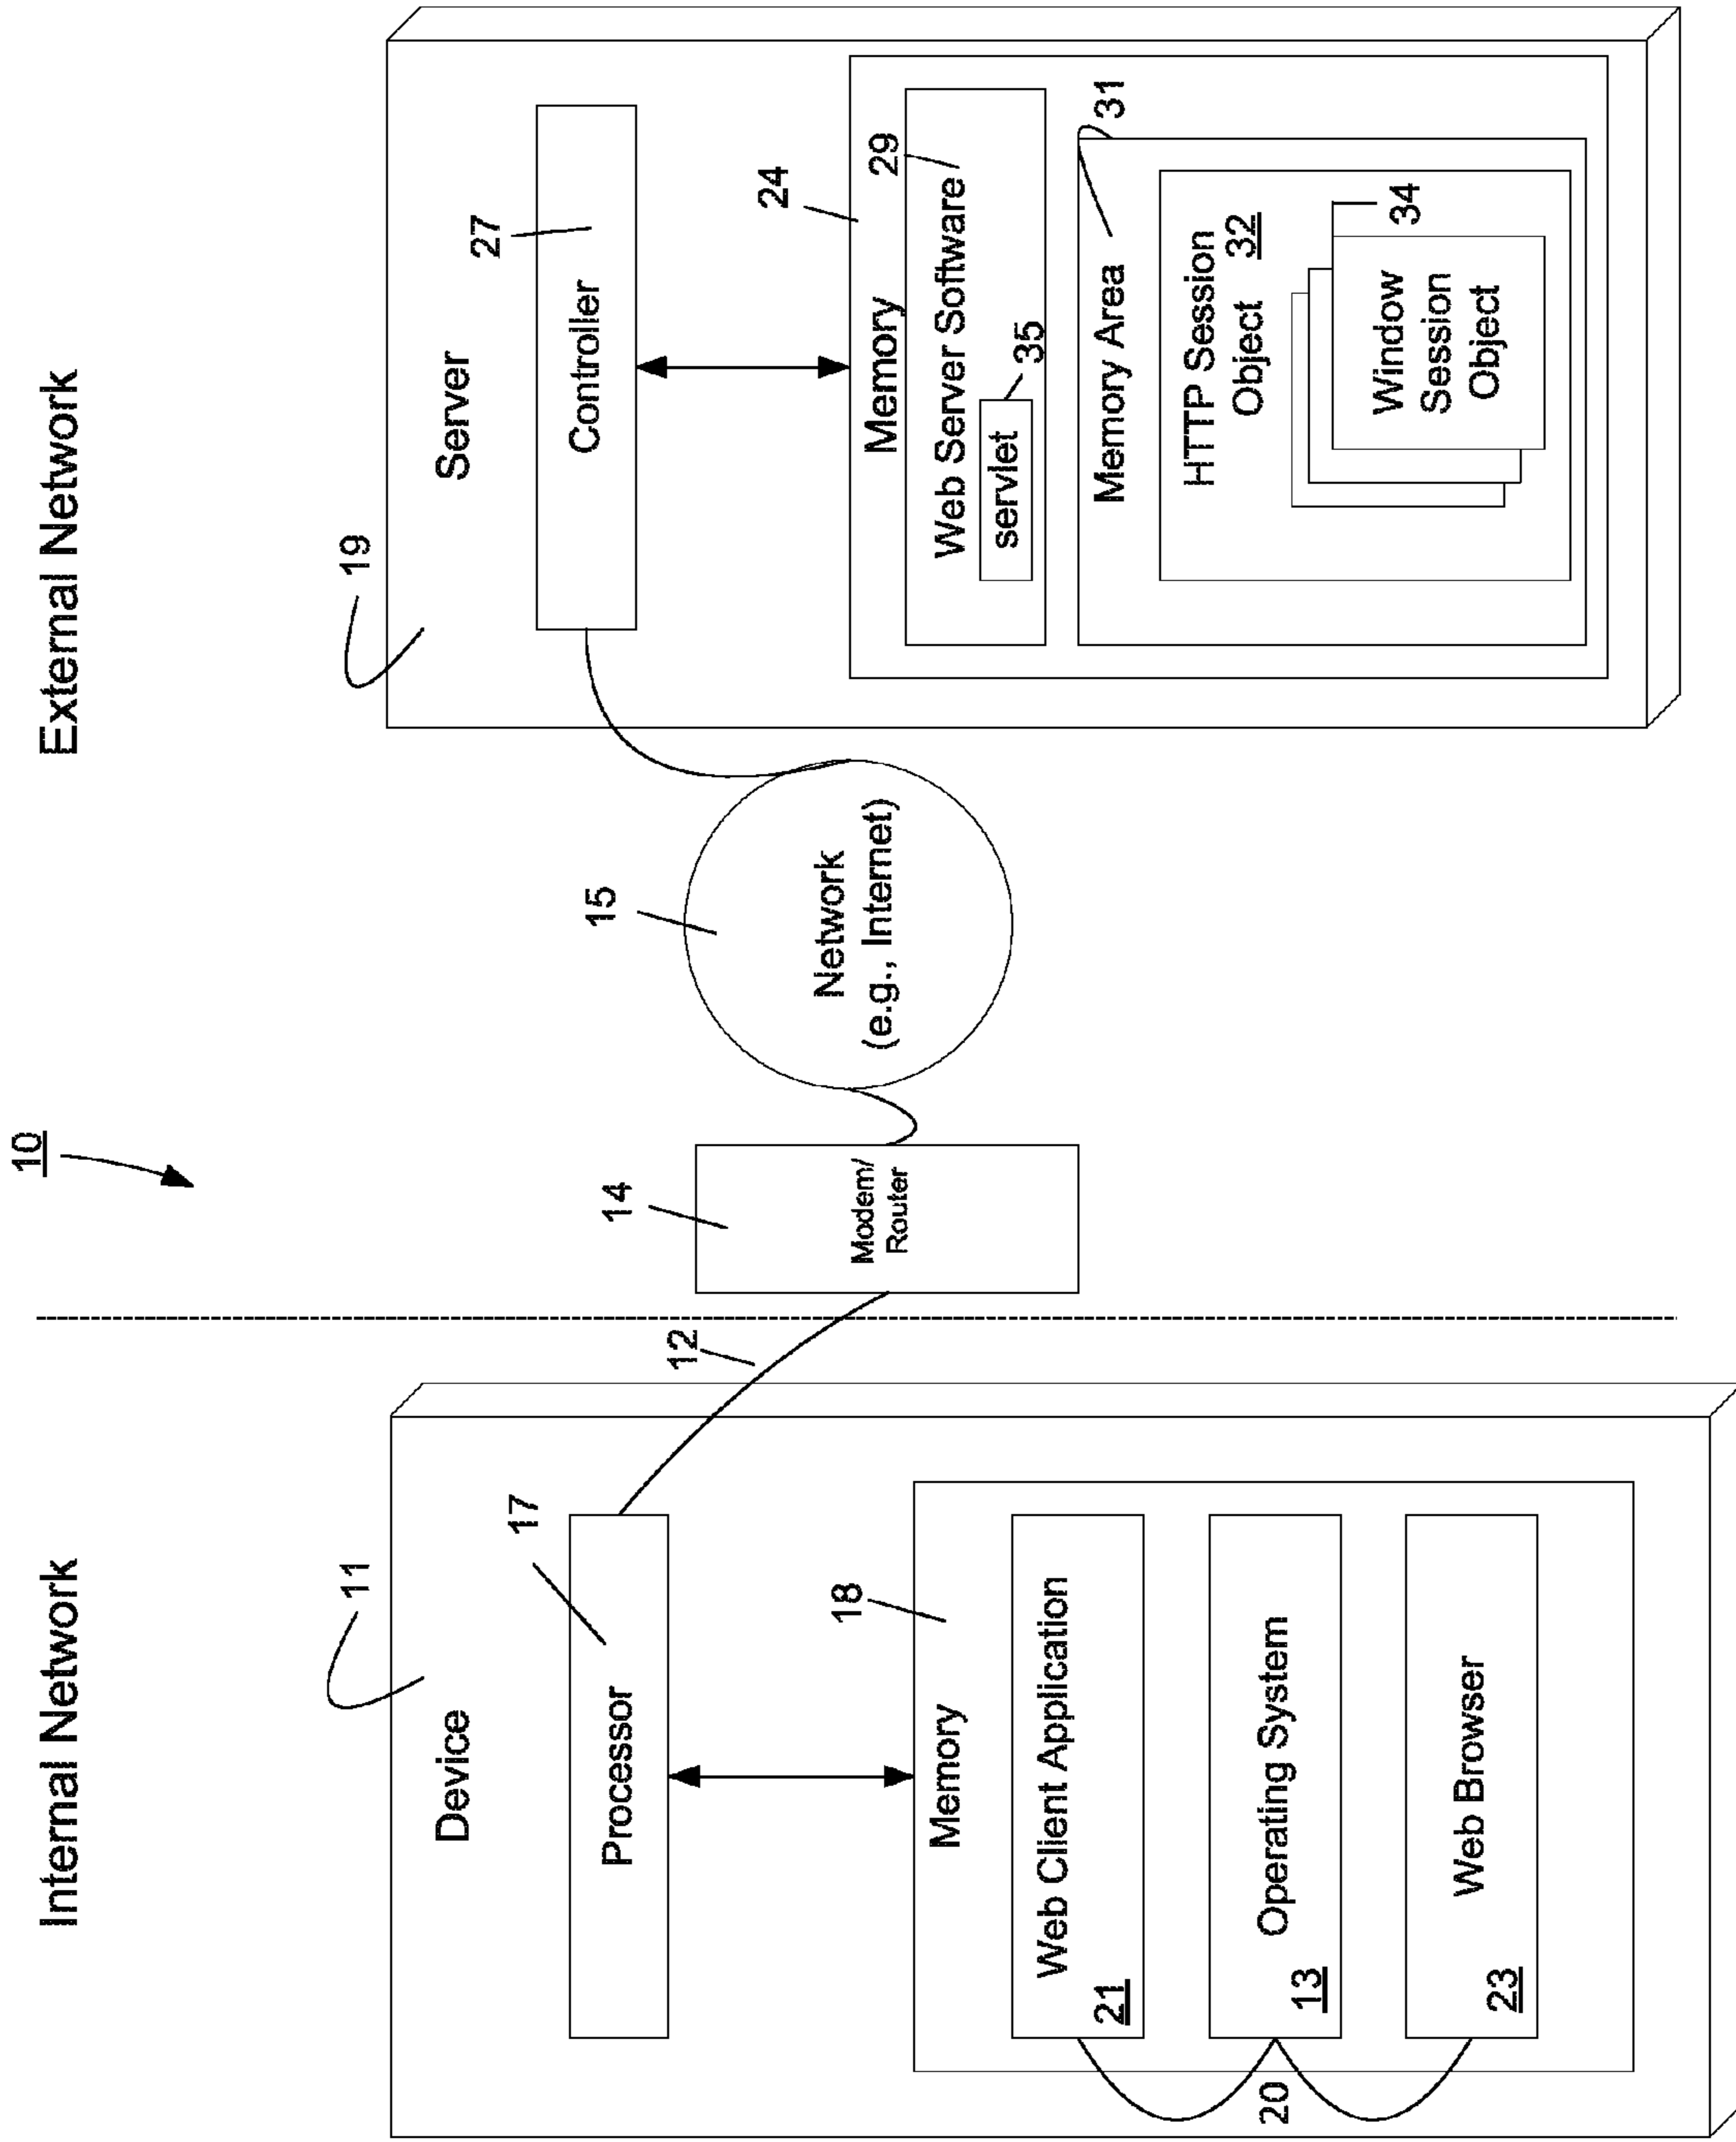 10
Internal Network
External Network
11
Device
17
Processor
18
Memory
Web Client Application
21
Operating System
13
20
Web Browser
23
12
14
Modem/
Router
15
Network
(e.g., Internet)
19
Server
27
Controller
24
Memory
29
Web Server Software
servlet
35
31
Memory Area
HTTP Session
Object 32
34
Window
Session
Object